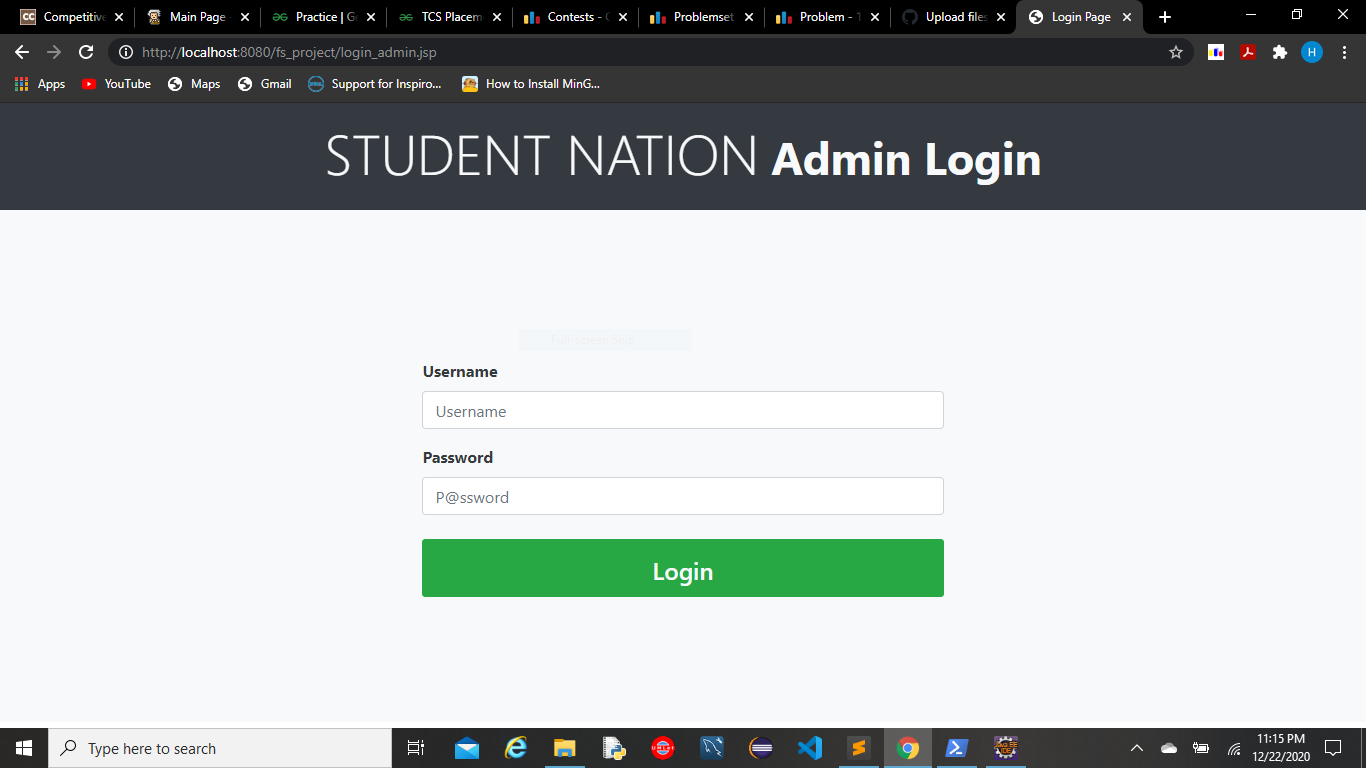 Competitive Main Page - Practice | Ge TCS Placem Contests - C Problemset Problem - T Upload files Login Page
http://localhost:8080/fs_project/login_admin.jsp H
Apps YouTube Maps Gmail Support for Inspiro... How to Install MinG...
STUDENT NATION Admin Login
Full-screen Snip
Username
Username
Password
P@ssword
Login
Type here to search
11:15 PM
12/22/2020